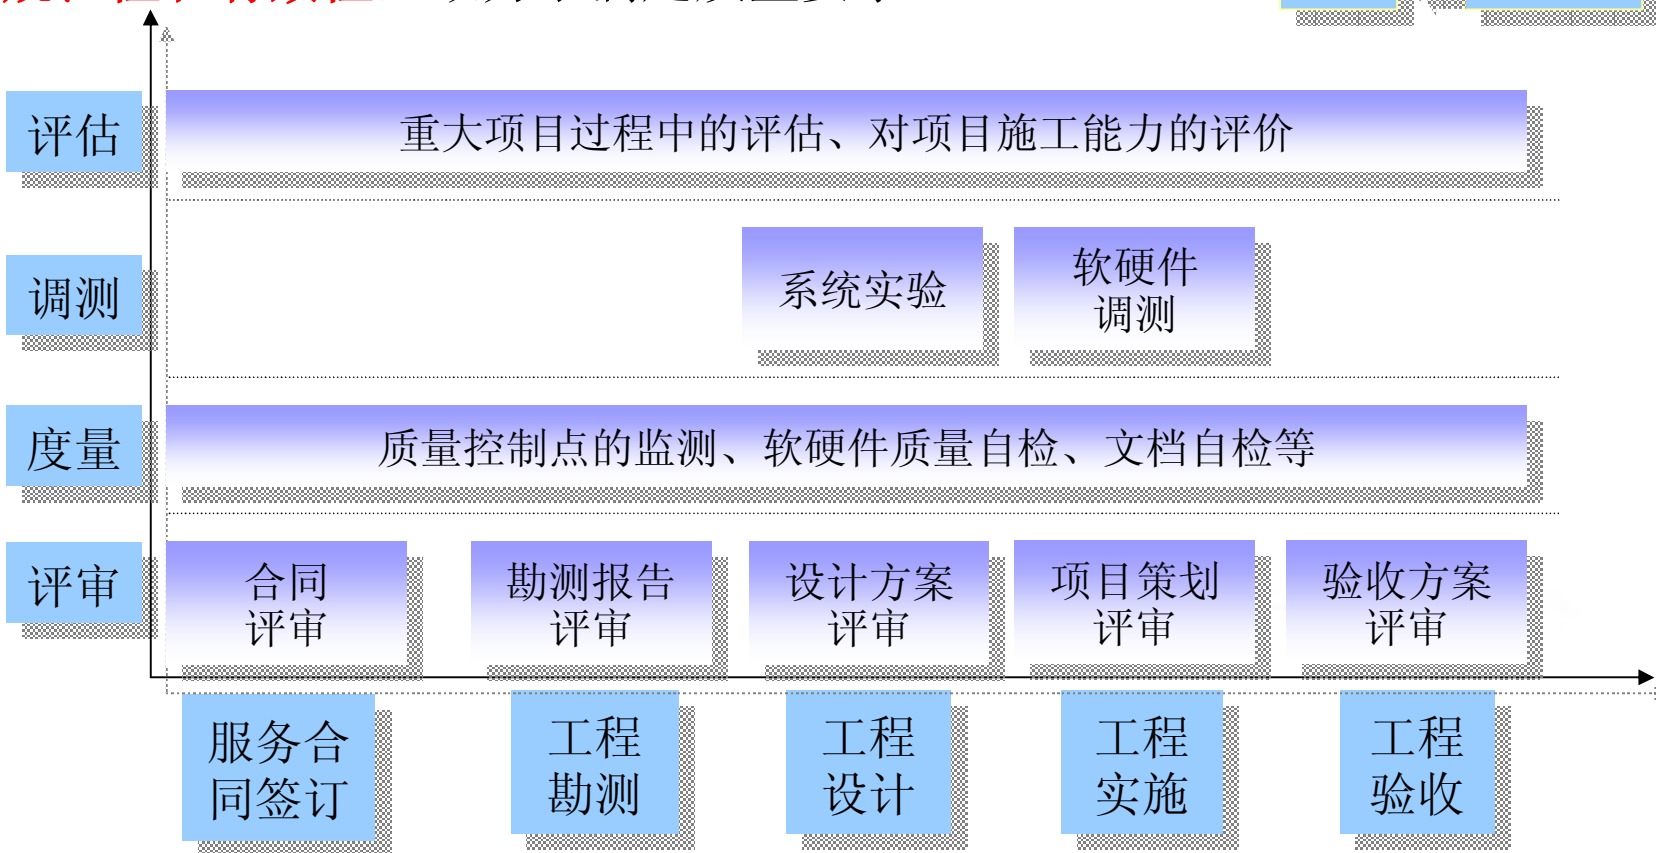 评估
重大项目过程中的评估、对项目施工能力的评价
调测
系统实验
软硬件
调测
度量
质量控制点的监测、软硬件质量自检、文档自检等
评审
合同
评审
勘测报告
评审
设计方案
评审
项目策划
评审
验收方案
评审
服务合
同签订
工程
勘测
工程
设计
工程
实施
工程
验收